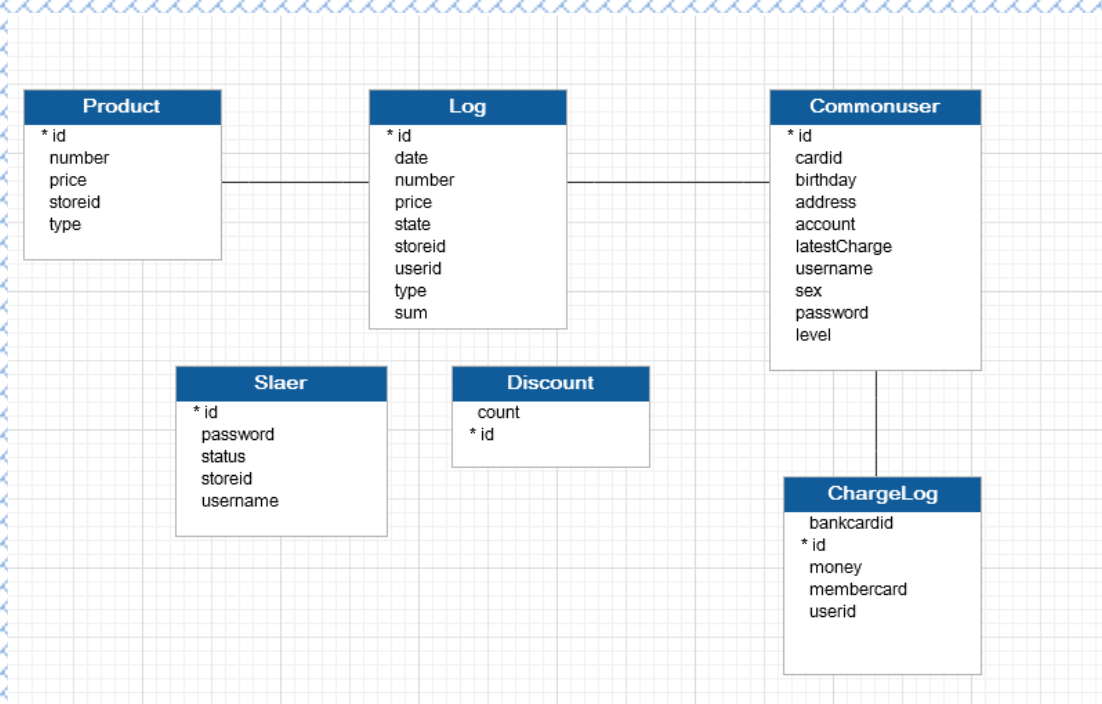 Product
* id
number
price
storeid
type
Log
* id
date
number
price
state
storeid
userid
type
sum
Commonuser
* id
cardid
birthday
address
account
latestCharge
username
sex
password
level
Slaer
* id
password
status
storeid
username
Discount
count
* id
ChargeLog
bankcardid
* id
money
membercard
userid